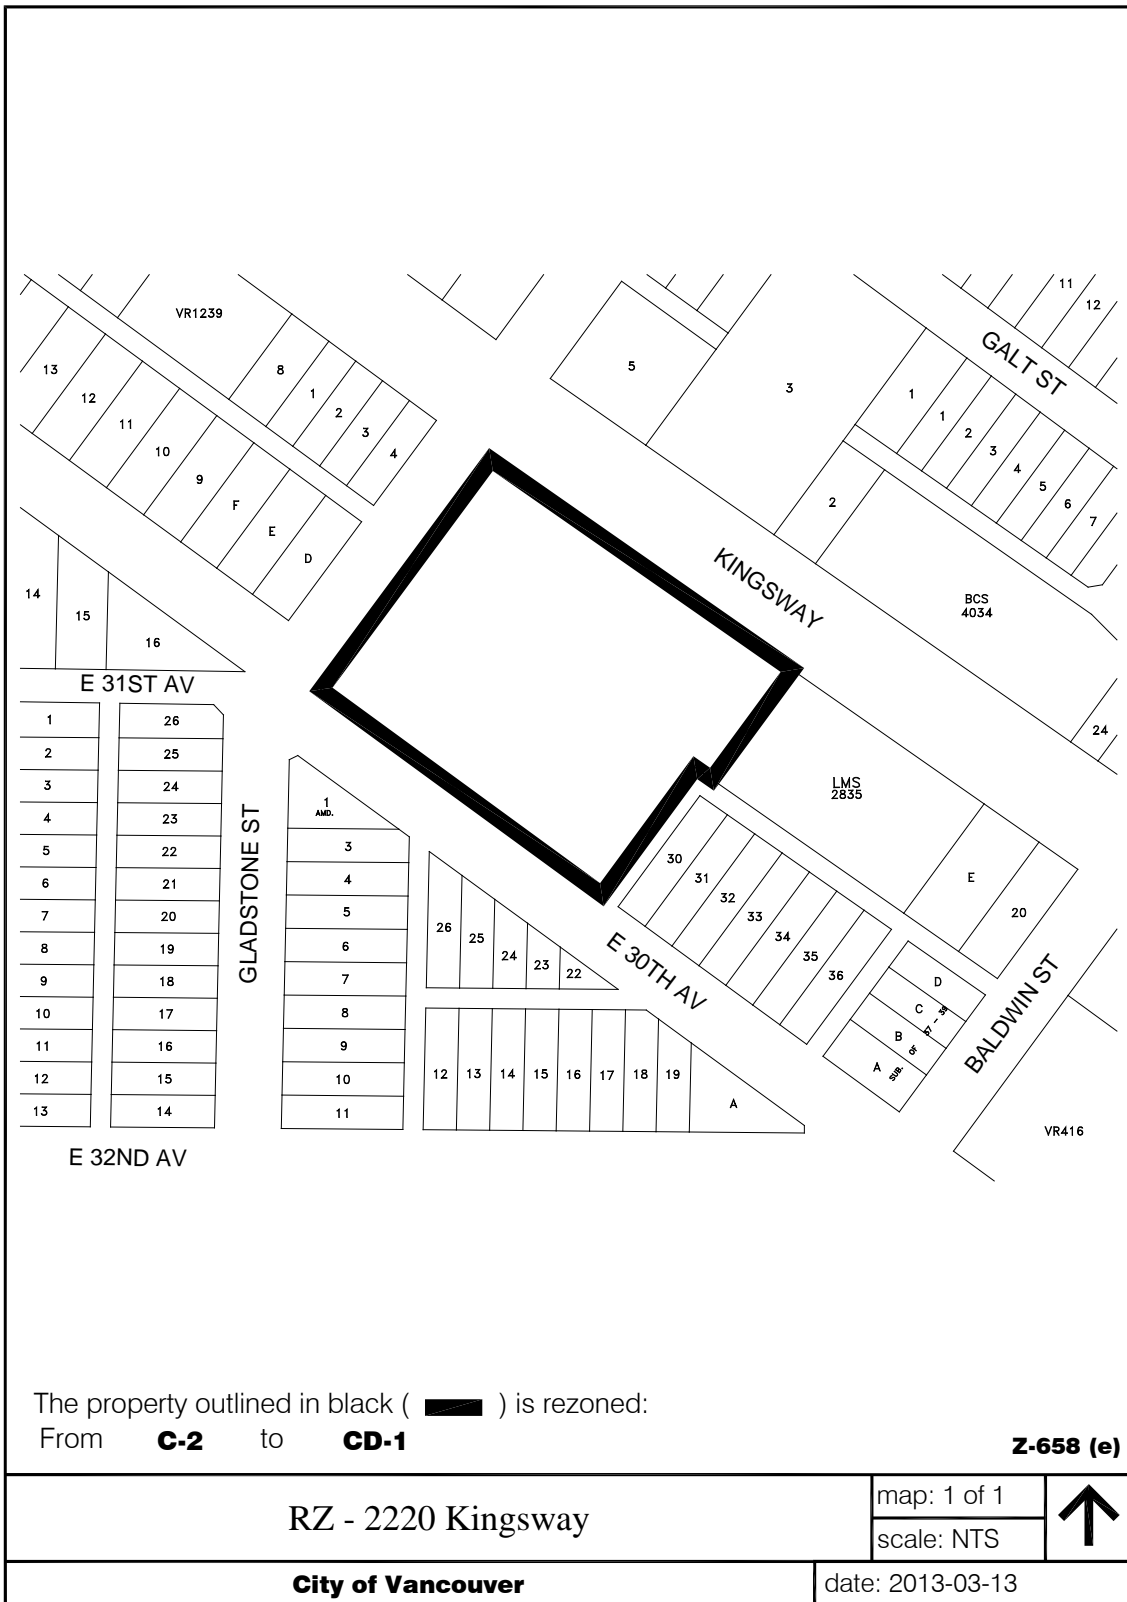 11
12
VR1239
GALT ST
13
8
5
3
1
12
1
1
2
2
11
3
3
10
4
4
9
5
F
2
6
E
7
D
KINGSWAY
BCS
4034
14
15
16
E 31ST AV
1
26
2
25
24
3
24
LMS
2835
1
AMD.
4
23
3
5
22
30
6
21
4
31
E
7
20
5
32
20
26
25
33
8
19
6
34
24
23
22
35
36
9
18
7
GLADSTONE ST
E 30TH AV
D
C
B
A
SUB.
OF
37 - 38
BALDWIN ST
10
17
8
11
16
9
12
15
10
13
14
11
12 13 14 15 16 17 18 19
A
VR416
E 32ND AV
The property outlined in black ( ) is rezoned:
From C-2 to CD-1
Z-658 (e)
RZ - 2220 Kingsway
map: 1 of 1
scale: NTS
City of Vancouver
date: 2013-03-13